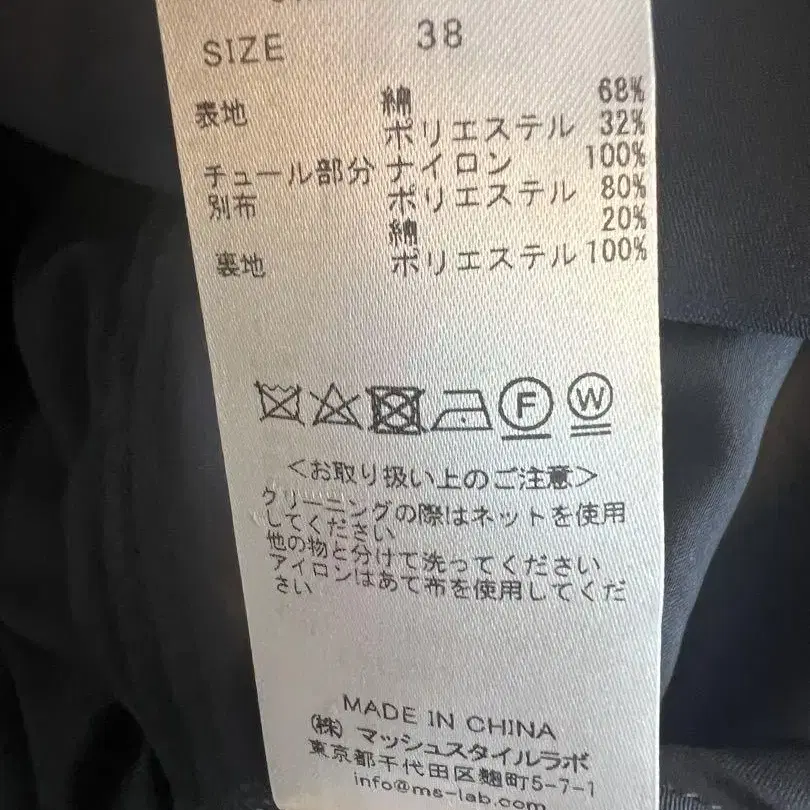 SIZE 38
表地 綿 68%
ポリエステル 32%
チュール部分 ナイロン 100%
別布 ポリエステル 80%
綿 20%
裏地 ポリエステル 100%
F W
<お取り扱い上のご注意>
クリーニングの際はネットを使用
してください
他の物と分けて洗ってください
アイロンはあて布を使用してくだ
さい
MADE IN CHINA
(株) マッシュスタイルラボ
東京都千代田区麹町5-7-1
info@ms-lab.com